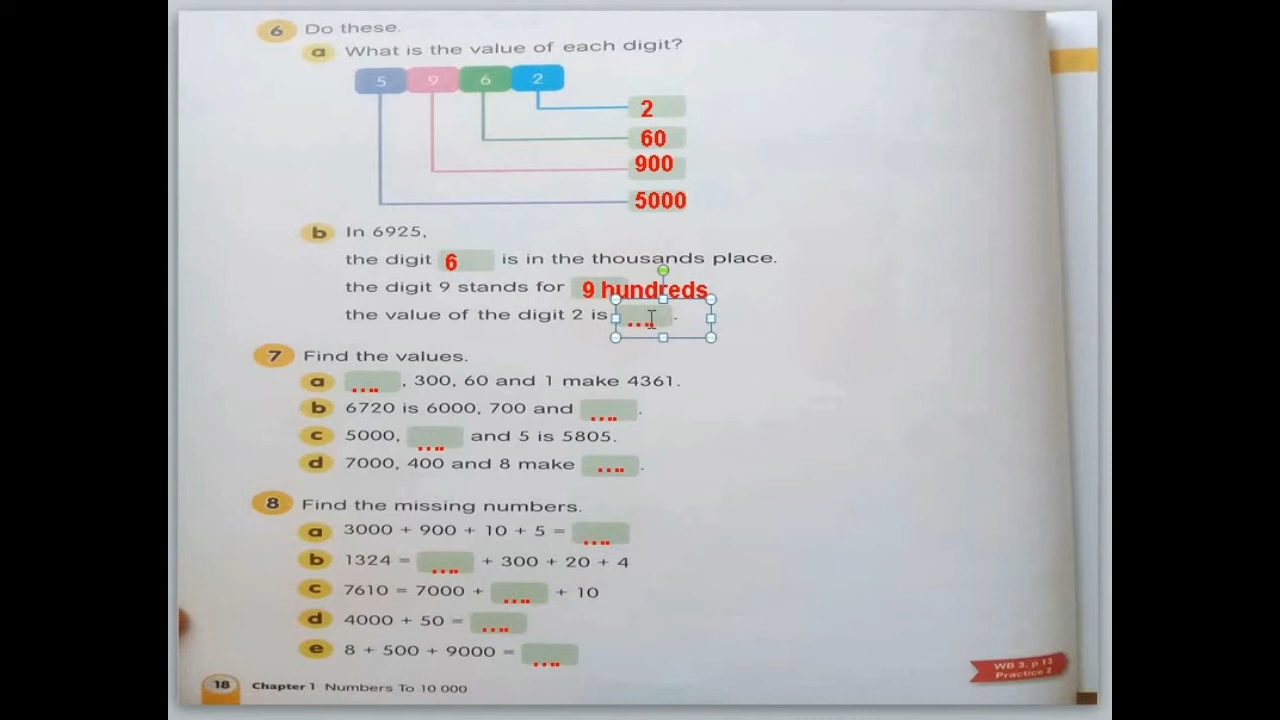 6 Do these.
a What is the value of each digit?
5 9 6 2
2
60
900
5000
b In 6925,
the digit 6 is in the thousands place.
the digit 9 stands for 9 hundreds
the value of the digit 2 is .... .
7 Find the values.
a ...., 300, 60 and 1 make 4361.
b 6720 is 6000, 700 and .... .
c 5000, .... and 5 is 5805.
d 7000, 400 and 8 make .... .
8 Find the missing numbers.
a 3000 + 900 + 10 + 5 = ....
b 1324 = .... + 300 + 20 + 4
c 7610 = 7000 + .... + 10
d 4000 + 50 = ....
e 8 + 500 + 9000 = ....
WB 3, p 13
Practice 2
18 Chapter 1 Numbers To 10 000